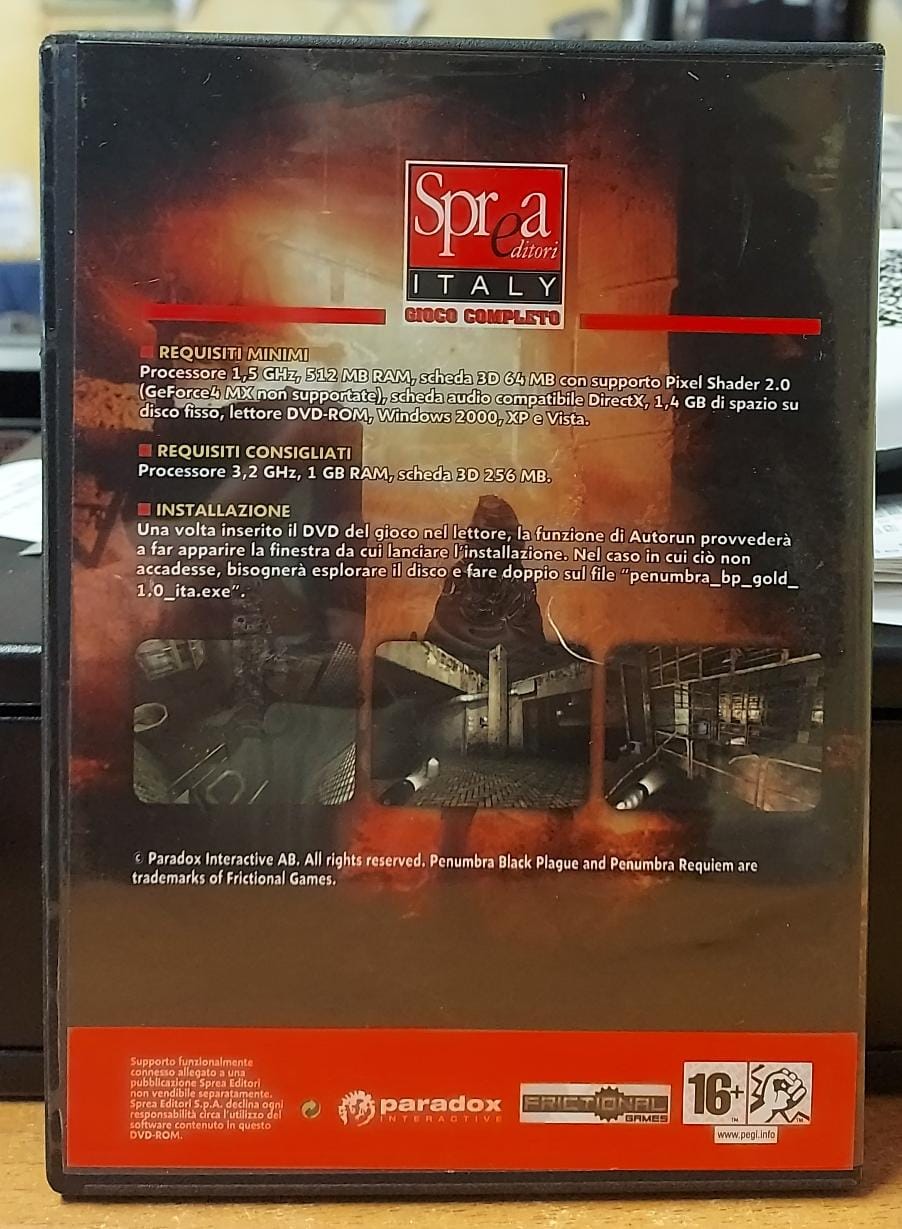 Sprea
ditori
ITALY
GIOCO COMPLETO
REQUISITI MINIMI
Processore 1,5 GHz, 512 MB RAM, scheda 3D 64 MB con supporto Pixel Shader 2.0
(GeForce4 MX non supportate), scheda audio compatibile DirectX, 1,4 GB di spazio su
disco fisso, lettore DVD-ROM, Windows 2000, XP e Vista.
REQUISITI CONSIGLIATI
Processore 3,2 GHz, 1 GB RAM, scheda 3D 256 MB.
INSTALLAZIONE
Una volta inserito il DVD del gioco nel lettore, la funzione di Autorun provvederà
a far apparire la finestra da cui lanciare l'installazione. Nel caso in cui ciò non
accadesse, bisognerà esplorare il disco e fare doppio sul file “penumbra_bp_gold_
1.0_ita.exe”.
© Paradox Interactive AB. All rights reserved. Penumbra Black Plague and Penumbra Requiem are
trademarks of Frictional Games.
Supporto funzionalmente
connesso allegato a una
pubblicazione Sprea Editori
non vendibile separatamente.
Sprea Editori S.p.A. declina ogni
responsabilità circa l'utilizzo del
software contenuto in questo
DVD-ROM.
paradox
INTERACTIVE
FRICTIONAL
GAMES
16+
™
™
www.pegi.info